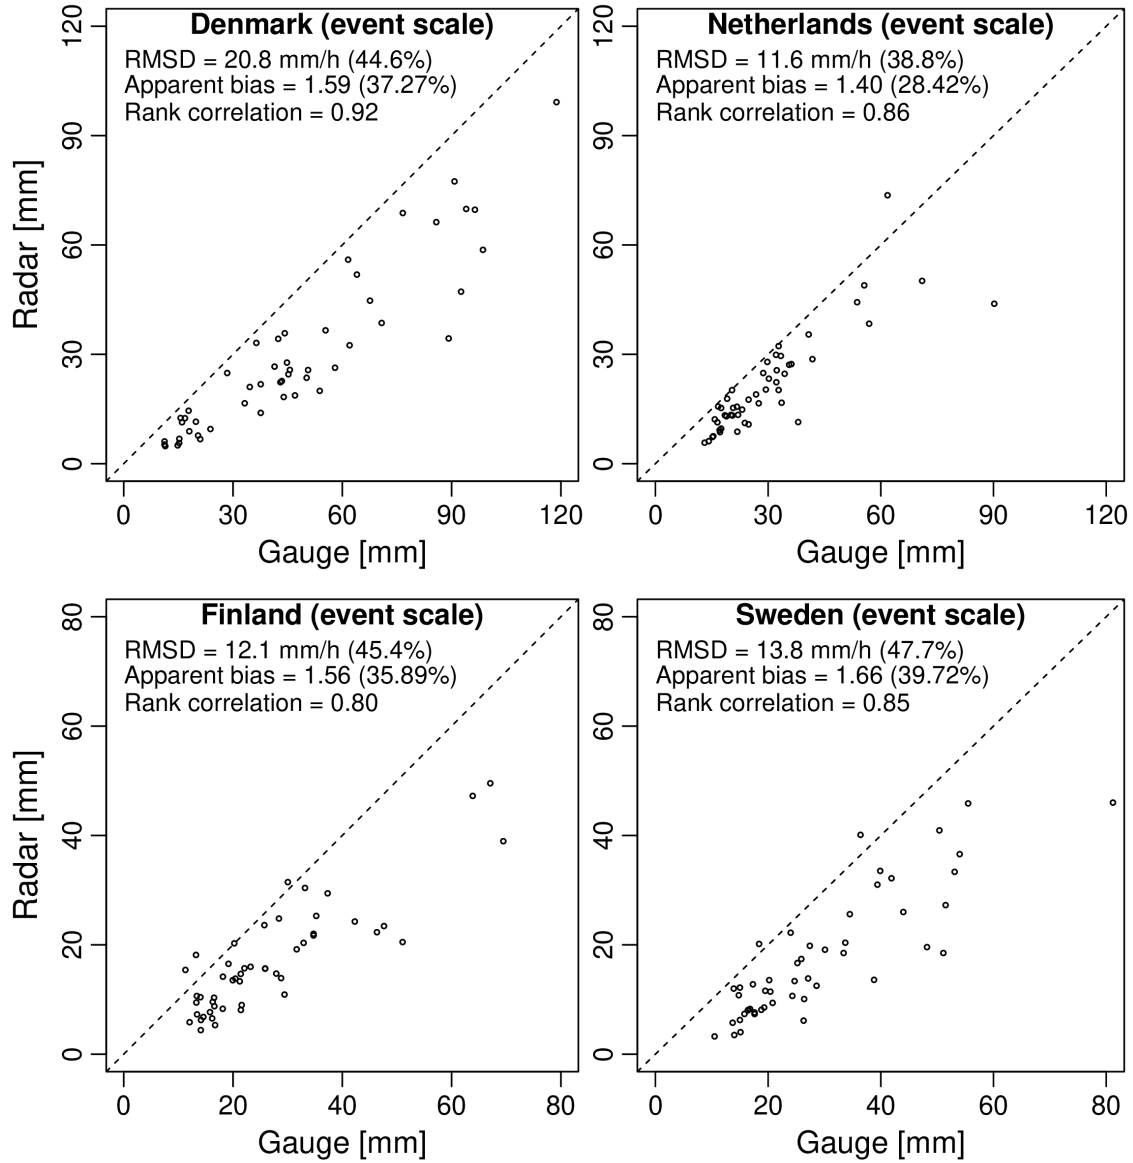 Denmark (event scale)
RMSD = 20.8 mm/h (44.6%)
Apparent bias = 1.59 (37.27%)
Rank correlation = 0.92
120
90
60
30
0
Radar [mm]
0 30 60 90 120
Gauge [mm]
Netherlands (event scale)
RMSD = 11.6 mm/h (38.8%)
Apparent bias = 1.40 (28.42%)
Rank correlation = 0.86
120
90
60
30
0
0 30 60 90 120
Gauge [mm]
Finland (event scale)
RMSD = 12.1 mm/h (45.4%)
Apparent bias = 1.56 (35.89%)
Rank correlation = 0.80
80
60
40
20
0
Radar [mm]
0 20 40 60 80
Gauge [mm]
Sweden (event scale)
RMSD = 13.8 mm/h (47.7%)
Apparent bias = 1.66 (39.72%)
Rank correlation = 0.85
80
60
40
20
0
0 20 40 60 80
Gauge [mm]